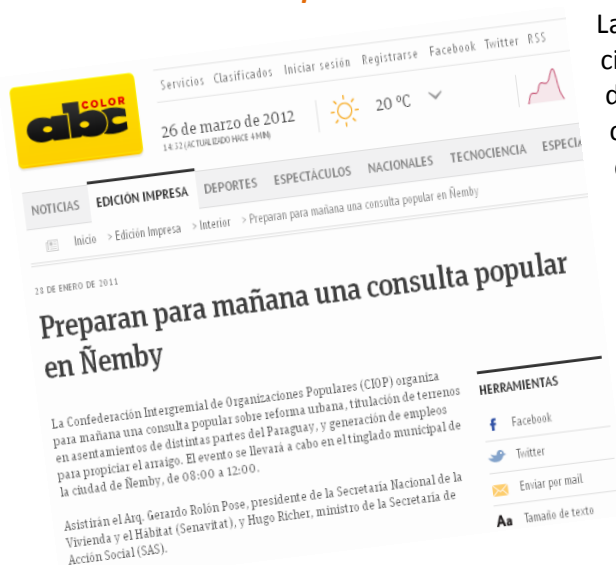 Servicios Clasificados Iniciar sesión Registrarse Facebook Twitter RSS
abc
COLOR
26 de marzo de 2012
14:32 (ACTUALIZADO HACE 4 MIN)
20 ºC
NOTICIAS EDICIÓN IMPRESA DEPORTES ESPECTÁCULOS NACIONALES TECNOCIENCIA ESPECIA
Inicio > Edición Impresa > Interior > Preparan para mañana una consulta popular en Ñemby
28 DE ENERO DE 2011
Preparan para mañana una consulta popular
en Ñemby
La Confederación Intergremial de Organizaciones Populares (CIOP) organiza
para mañana una consulta popular sobre reforma urbana, titulación de terrenos
en asentamientos de distintas partes del Paraguay, y generación de empleos
para propiciar el arraigo. El evento se llevará a cabo en el tinglado municipal de
la ciudad de Ñemby, de 08:00 a 12:00.
Asistirán el Arq. Gerardo Rolón Pose, presidente de la Secretaría Nacional de la
Vivienda y el Hábitat (Senavitat), y Hugo Richer, ministro de la Secretaría de
Acción Social (SAS).
HERRAMIENTAS
Facebook
Twitter
Enviar por mail
Aa Tamaño de texto
La
ci
d